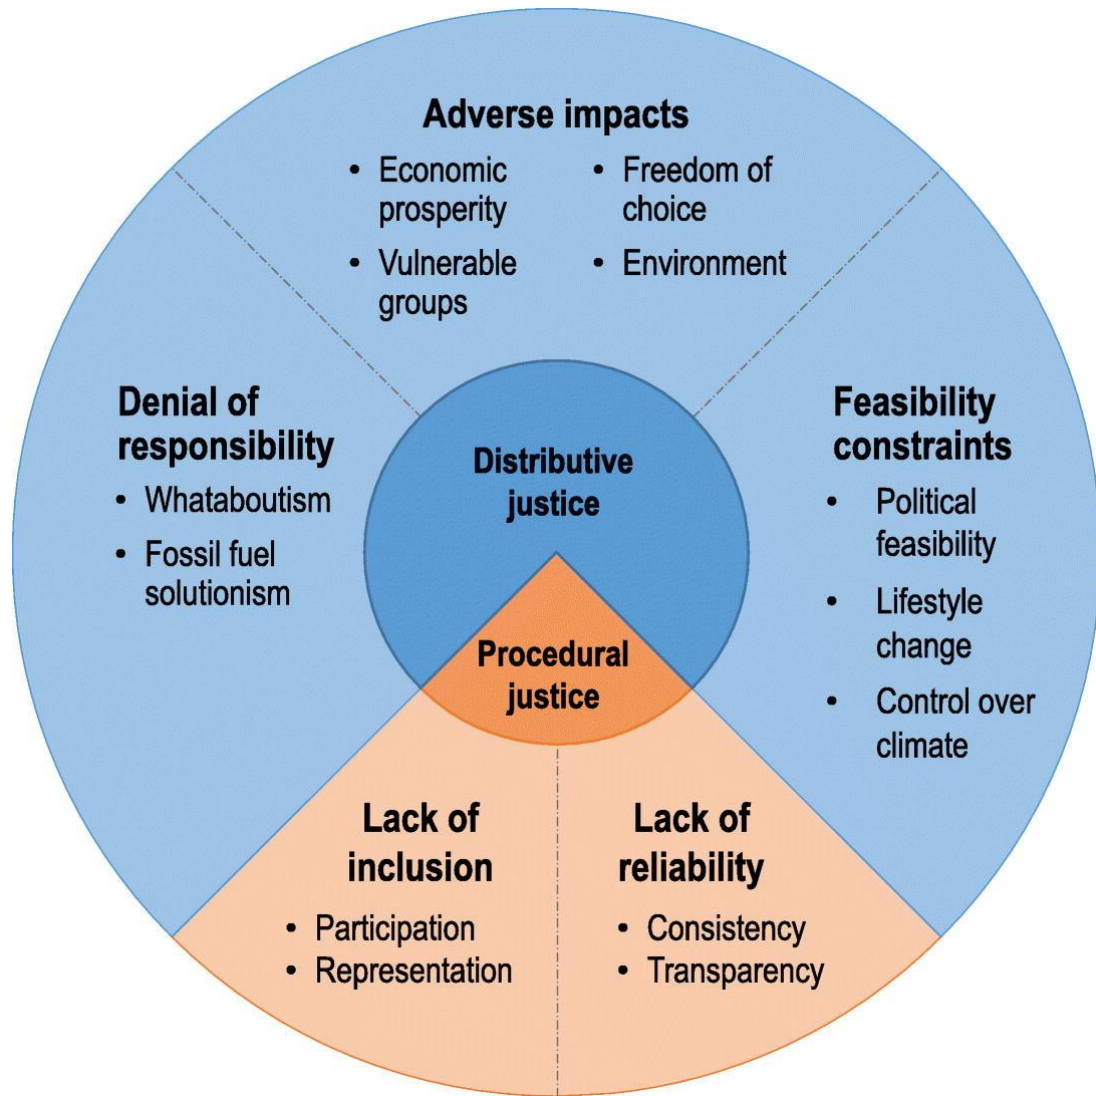 Adverse impacts
• Economic
prosperity
• Vulnerable
groups
• Freedom of
choice
• Environment
Denial of
responsibility
• Whataboutism
• Fossil fuel
solutionism
Distributive
justice
Feasibility
constraints
• Political
feasibility
• Lifestyle
change
• Control over
climate
Procedural
justice
Lack of
inclusion
• Participation
• Representation
Lack of
reliability
• Consistency
• Transparency